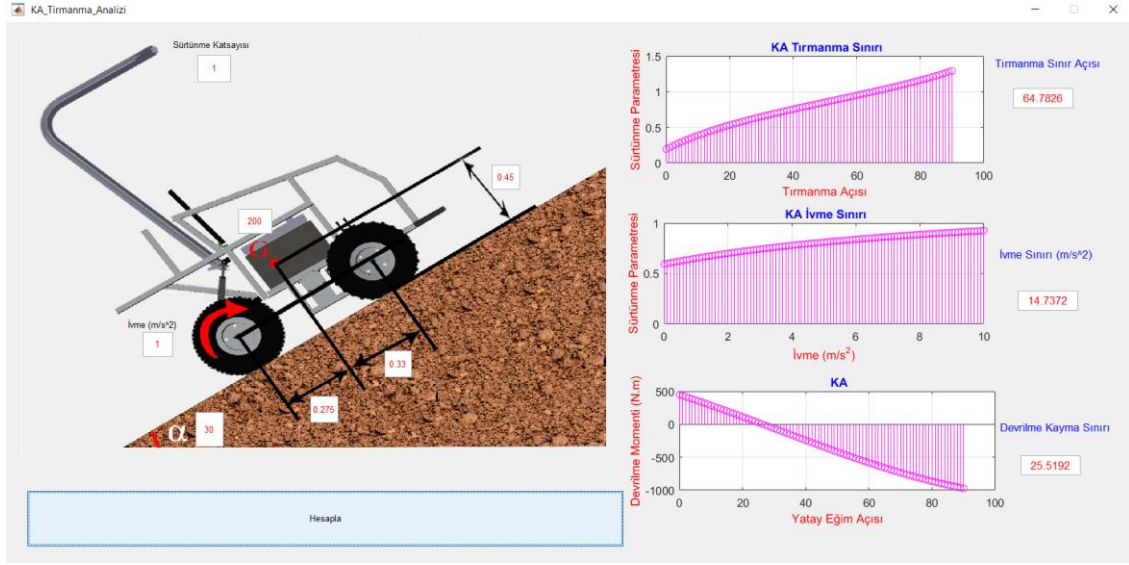 KA_Tirmanma_Analizi
Sürtünme Katsayısı
1
200
G
0.45
İvme (m/s^2)
1
0.33
0.275
α
30
Hesapla
KA Tırmanma Sınırı
Sürtünme Parametresi
1.5
1
0.5
0
0 20 40 60 80 100
Tırmanma Açısı
Tırmanma Sınır Açısı
64.7826
KA İvme Sınırı
Sürtünme Parametresi
1
0.5
0
0 2 4 6 8 10
İvme (m/s²)
İvme Sınırı (m/s^2)
14.7372
KA
Devrilme Momenti (N.m)
500
0
-500
-1000
0 20 40 60 80 100
Yatay Eğim Açısı
Devrilme Kayma Sınırı
25.5192